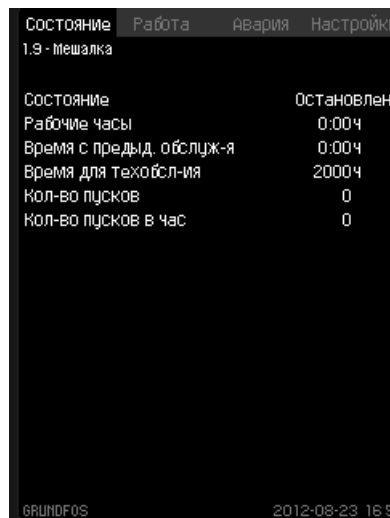 Состояние Работа Авария Настройки
1.9 - Мешалка
Состояние Остановлен
Рабочие часы 0:00ч
Время с предыд. обслуж-я 0:00ч
Время для техобсл-ия 2000ч
Кол-во пусков 0
Кол-во пусков в час 0
GRUNDFOS 2012-08-23 16: